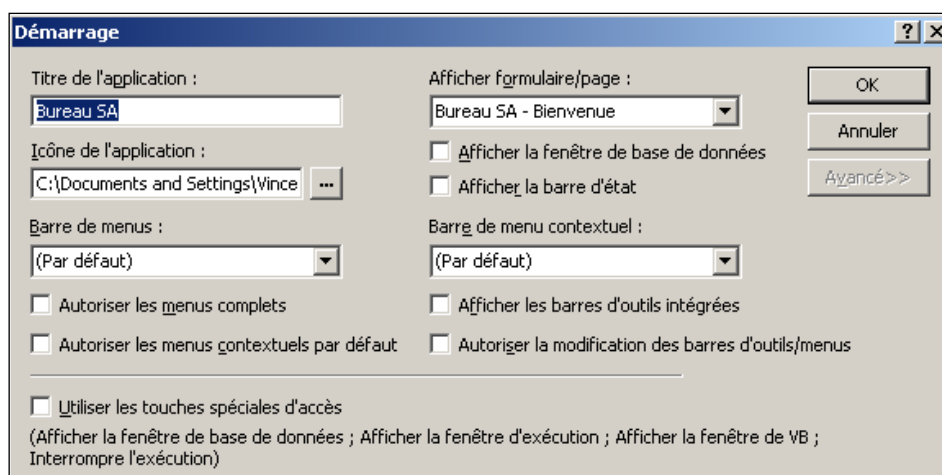 Démarrage
Titre de l'application :
Bureau SA
Icône de l'application :
C:\Documents and Settings\Vince
...
Barre de menus :
(Par défaut)
Autoriser les menus complets
Autoriser les menus contextuels par défaut
Afficher formulaire/page :
Bureau SA - Bienvenue
Afficher la fenêtre de base de données
Afficher la barre d'état
Barre de menu contextuel :
(Par défaut)
Afficher les barres d'outils intégrées
Autoriser la modification des barres d'outils/menus
OK
Annuler
Avancé>>
Utiliser les touches spéciales d'accès
(Afficher la fenêtre de base de données ; Afficher la fenêtre d'exécution ; Afficher la fenêtre de VB ;
Interrompre l'exécution)